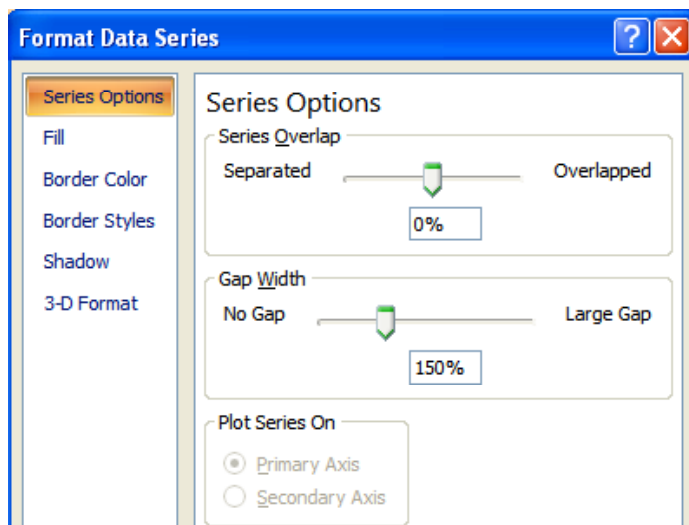 Format Data Series
?
Series Options
Fill
Border Color
Border Styles
Shadow
3-D Format
Series Options
Series Overlap
Separated Overlapped
0%
Gap Width
No Gap Large Gap
150%
Plot Series On
Primary Axis
Secondary Axis